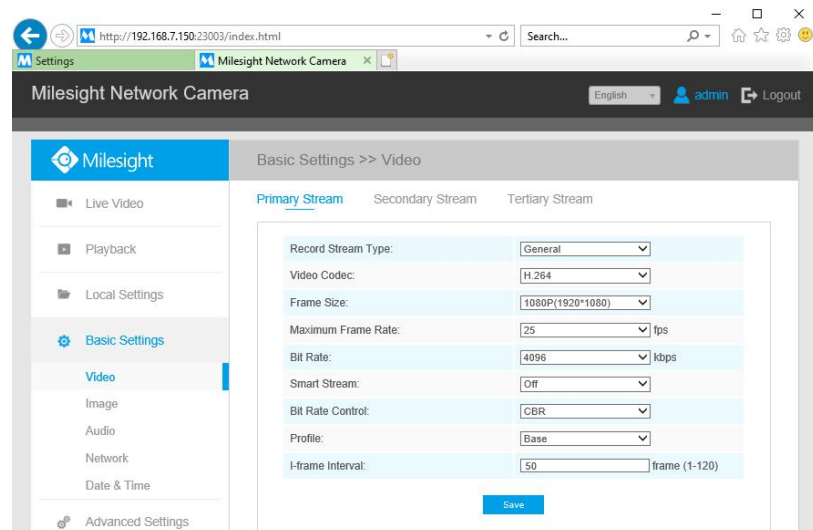 http://192.168.7.150:23003/index.html
Search...
Settings
Milesight Network Camera
Milesight Network Camera
English
admin
Logout
Milesight
Basic Settings >> Video
Live Video
Playback
Local Settings
Basic Settings
Video
Image
Audio
Network
Date & Time
Advanced Settings
Primary Stream Secondary Stream Tertiary Stream
Record Stream Type: General
Video Codec: H.264
Frame Size: 1080P(1920*1080)
Maximum Frame Rate: 25 fps
Bit Rate: 4096 kbps
Smart Stream: Off
Bit Rate Control: CBR
Profile: Base
I-frame Interval: 50 frame (1-120)
Save